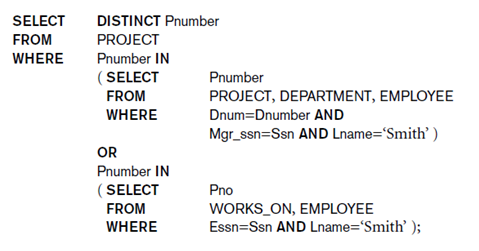 SELECT DISTINCT Pnumber
FROM PROJECT
WHERE Pnumber IN
( SELECT Pnumber
FROM PROJECT, DEPARTMENT, EMPLOYEE
WHERE Dnum=Dnumber AND
Mgr_ssn=Ssn AND Lname=‘Smith’ )
OR
Pnumber IN
( SELECT Pno
FROM WORKS_ON, EMPLOYEE
WHERE Essn=Ssn AND Lname=‘Smith’ );